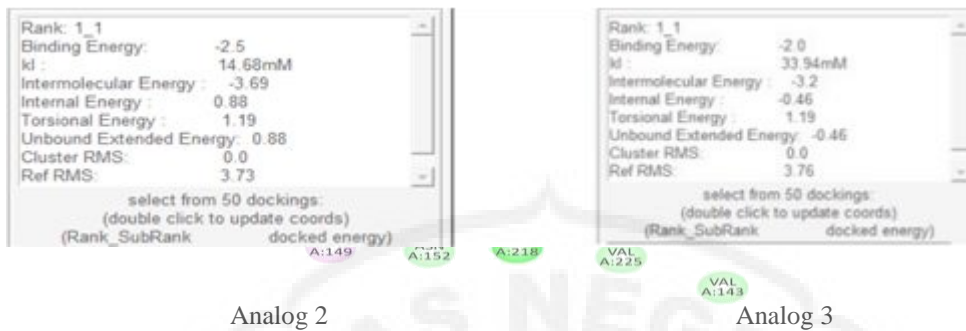 Rank: 1_1
Binding Energy: -2.5
kI : 14.68mM
Intermolecular Energy : -3.69
Internal Energy : 0.88
Torsional Energy : 1.19
Unbound Extended Energy: 0.88
Cluster RMS: 0.0
Ref RMS: 3.73
select from 50 dockings:
(double click to update coords)
(Rank_SubRank docked energy)
Rank: 1_1
Binding Energy: -2.0
kI : 33.94mM
Intermolecular Energy : -3.2
Internal Energy : -0.46
Torsional Energy : 1.19
Unbound Extended Energy: -0.46
Cluster RMS: 0.0
Ref RMS: 3.76
select from 50 dockings:
(double click to update coords)
(Rank_SubRank docked energy)
A:149
ASN
A:152
A:218
VAL
A:225
VAL
A:143
Analog 2
Analog 3